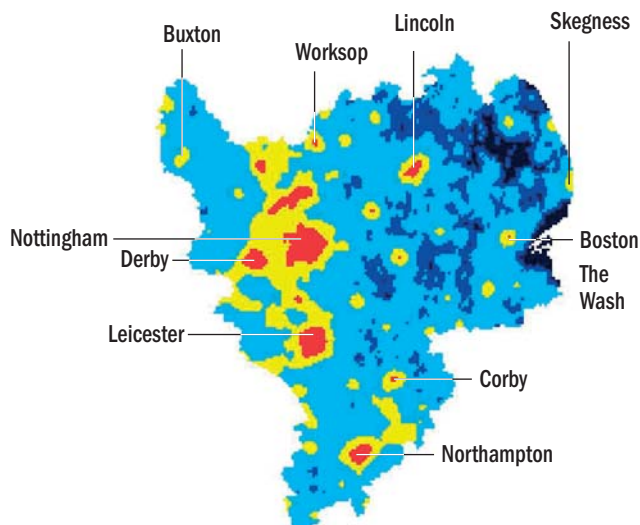 Buxton
Worksop
Lincoln
Skegness
Nottingham
Derby
Boston
The
Wash
Leicester
Corby
Northampton